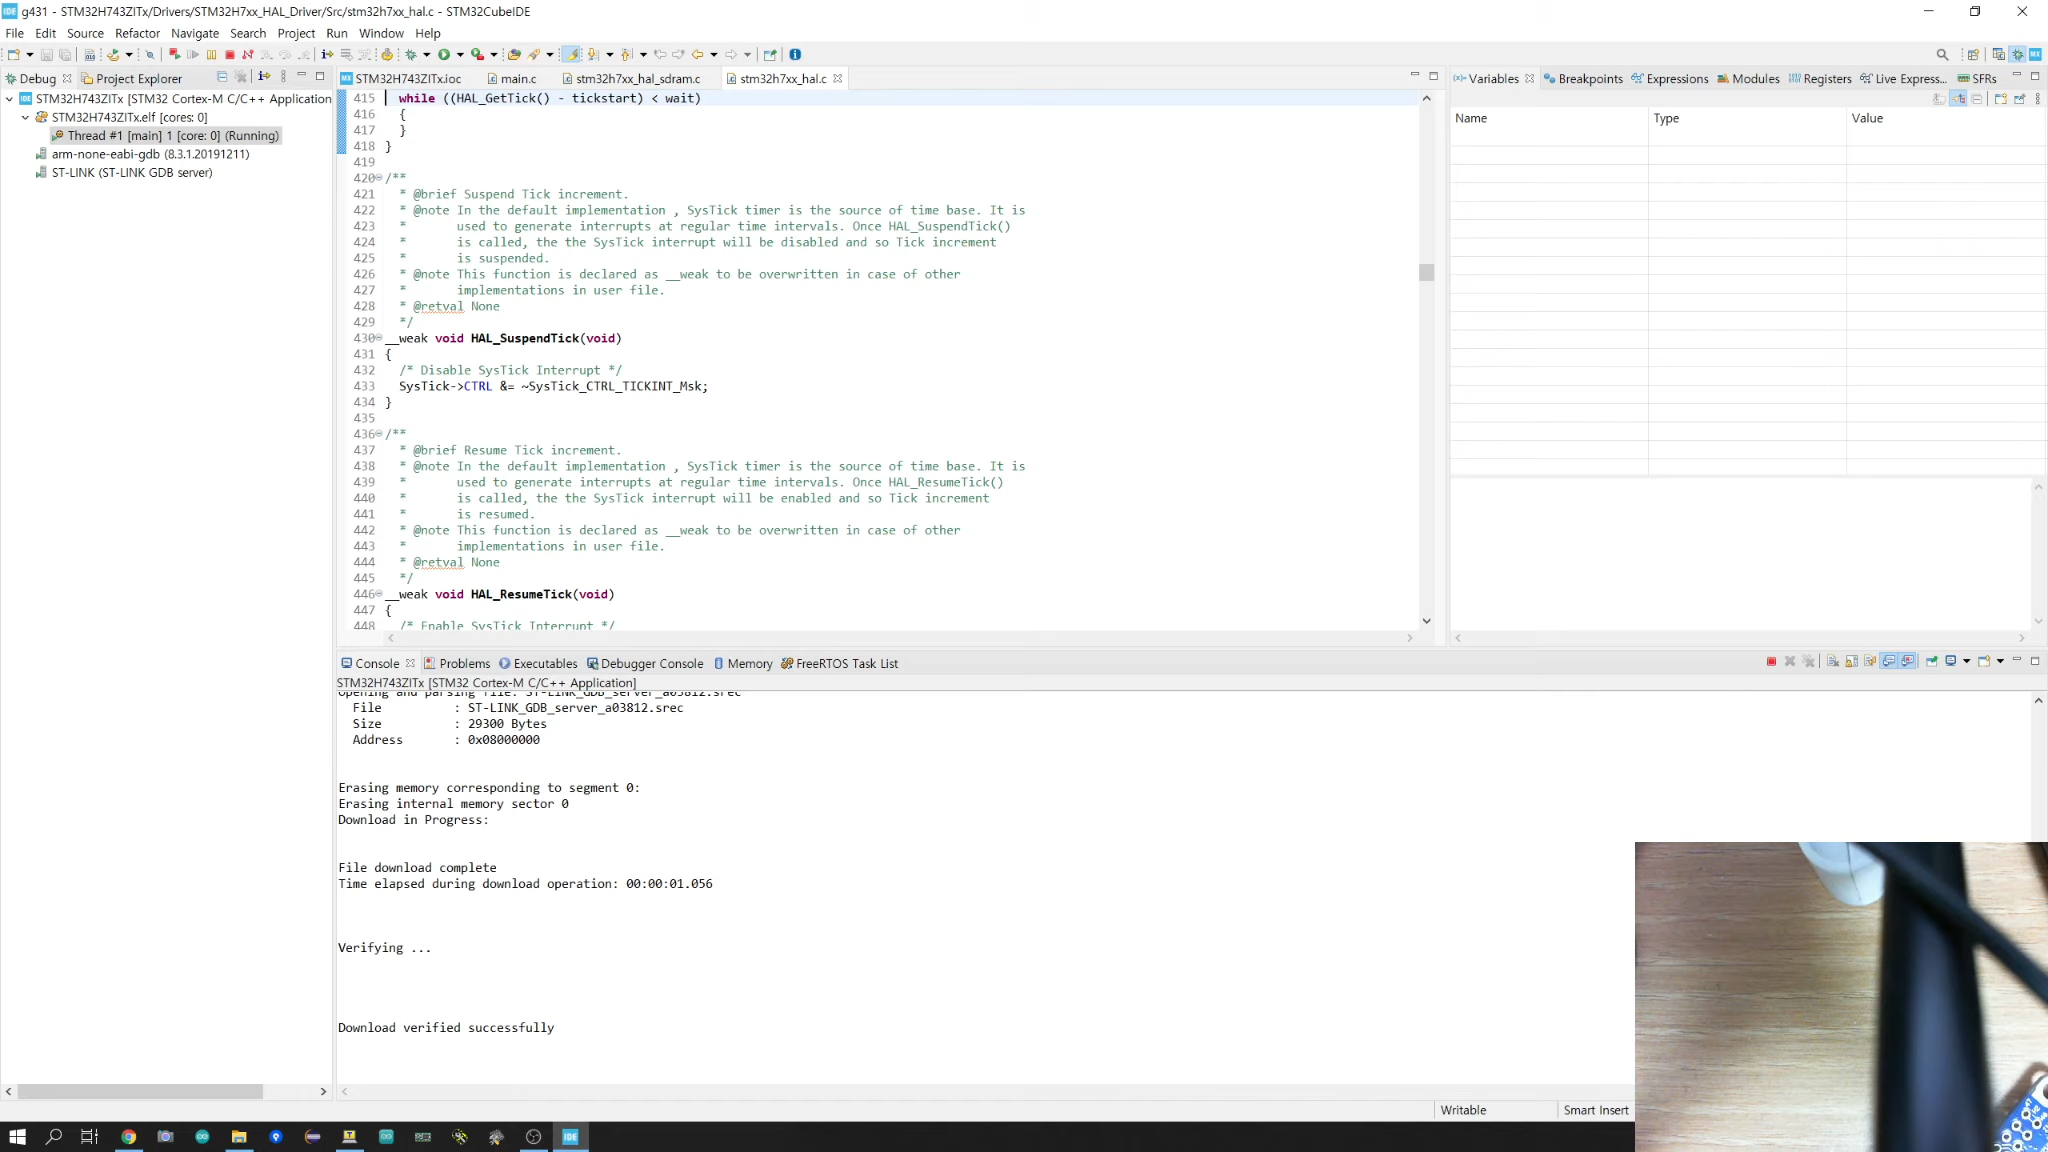 IDE g431 - STM32H743ZITx/Drivers/STM32H7xx_HAL_Driver/Src/stm32h7xx_hal.c - STM32CubeIDE
File Edit Source Refactor Navigate Search Project Run Window Help
Debug Project Explorer
STM32H743ZITx [STM32 Cortex-M C/C++ Application
STM32H743ZITx.elf [cores: 0]
Thread #1 [main] 1 [core: 0] (Running)
arm-none-eabi-gdb (8.3.1.20191211)
ST-LINK (ST-LINK GDB server)
STM32H743ZITx.ioc main.c stm32h7xx_hal_sdram.c stm32h7xx_hal.c
415 while ((HAL_GetTick() - tickstart) < wait)
416 {
417 }
418 }
419
420 /**
421 * @brief Suspend Tick increment.
422 * @note In the default implementation , SysTick timer is the source of time base. It is
423 * used to generate interrupts at regular time intervals. Once HAL_SuspendTick()
424 * is called, the the SysTick interrupt will be disabled and so Tick increment
425 * is suspended.
426 * @note This function is declared as __weak to be overwritten in case of other
427 * implementations in user file.
428 * @retval None
429 */
430 __weak void HAL_SuspendTick(void)
431 {
432 /* Disable SysTick Interrupt */
433 SysTick->CTRL &= ~SysTick_CTRL_TICKINT_Msk;
434 }
435
436 /**
437 * @brief Resume Tick increment.
438 * @note In the default implementation , SysTick timer is the source of time base. It is
439 * used to generate interrupts at regular time intervals. Once HAL_ResumeTick()
440 * is called, the the SysTick interrupt will be enabled and so Tick increment
441 * is resumed.
442 * @note This function is declared as __weak to be overwritten in case of other
443 * implementations in user file.
444 * @retval None
445 */
446 __weak void HAL_ResumeTick(void)
447 {
448 /* Enable SysTick Interrupt */
Variables Breakpoints Expressions Modules Registers Live Express... SFRs
Name Type Value
Console Problems Executables Debugger Console Memory FreeRTOS Task List
STM32H743ZITx [STM32 Cortex-M C/C++ Application]
Opening and parsing file: ST-LINK_GDB_server_a03812.srec
File : ST-LINK_GDB_server_a03812.srec
Size : 29300 Bytes
Address : 0x08000000
Erasing memory corresponding to segment 0:
Erasing internal memory sector 0
Download in Progress:
File download complete
Time elapsed during download operation: 00:00:01.056
Verifying ...
Download verified successfully
Writable Smart Insert
IDE